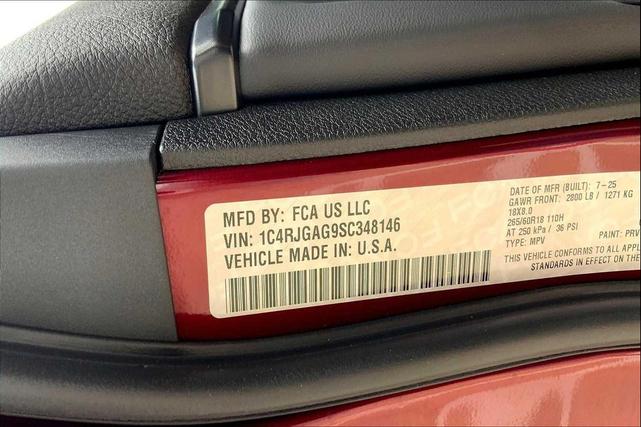 MFD BY: FCA US LLC
VIN: 1C4RJGAG9SC348146
VEHICLE MADE IN: U.S.A.
DATE OF MFR (BUILT): 7-25
GAWR FRONT: 2800 LB / 1271 KG
18X8.0
265/60R18 110H
AT 250 kPa / 36 PSI
TYPE: MPV PAINT: PRV
THIS VEHICLE CONFORMS TO ALL APPL
STANDARDS IN EFFECT ON THE